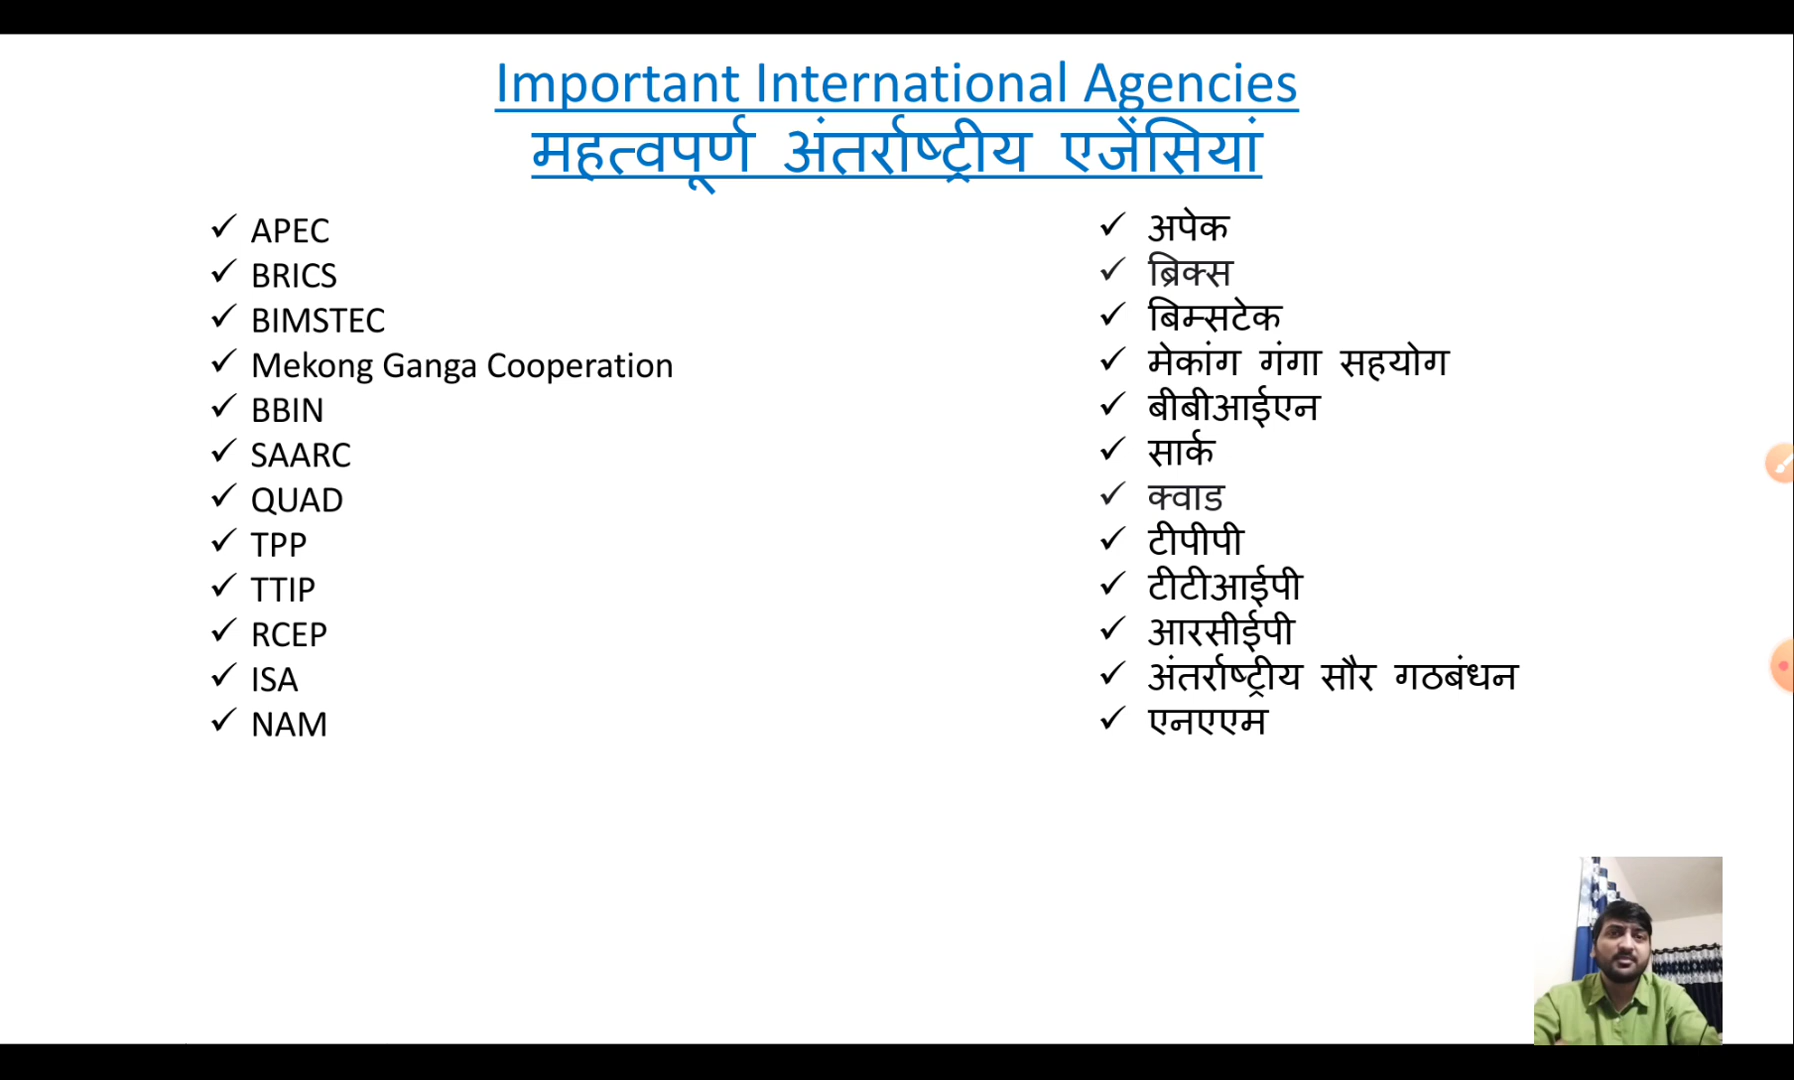 Important International Agencies
महत्वपूर्ण अंतर्राष्ट्रीय एजेंसियां
APEC
BRICS
BIMSTEC
Mekong Ganga Cooperation
BBIN
SAARC
QUAD
TPP
TTIP
RCEP
ISA
NAM
अपेक
ब्रिक्स
बिम्सटेक
मेकांग गंगा सहयोग
बीबीआईएन
सार्क
क्वाड
टीपीपी
टीटीआईपी
आरसीईपी
अंतर्राष्ट्रीय सौर गठबंधन
एनएएम